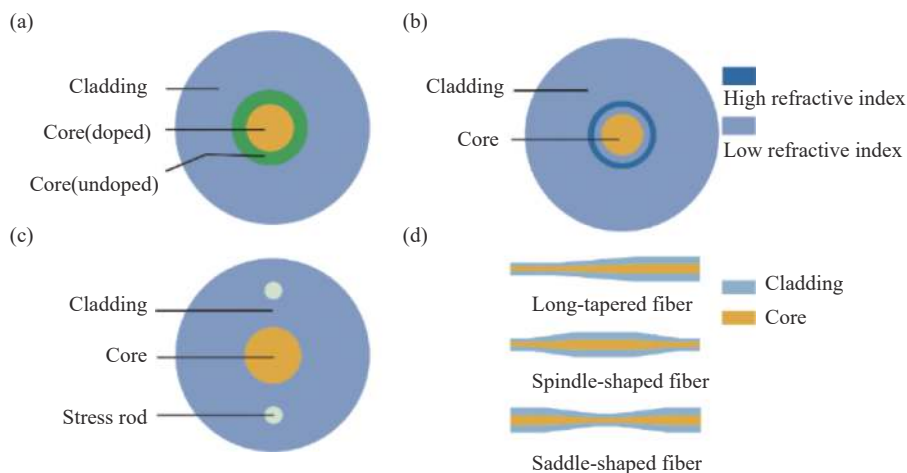 (a)
Cladding
Core(doped)
Core(undoped)
(b)
Cladding
Core
High refractive index
Low refractive index
(c)
Cladding
Core
Stress rod
(d)
Long-tapered fiber
Spindle-shaped fiber
Saddle-shaped fiber
Cladding
Core